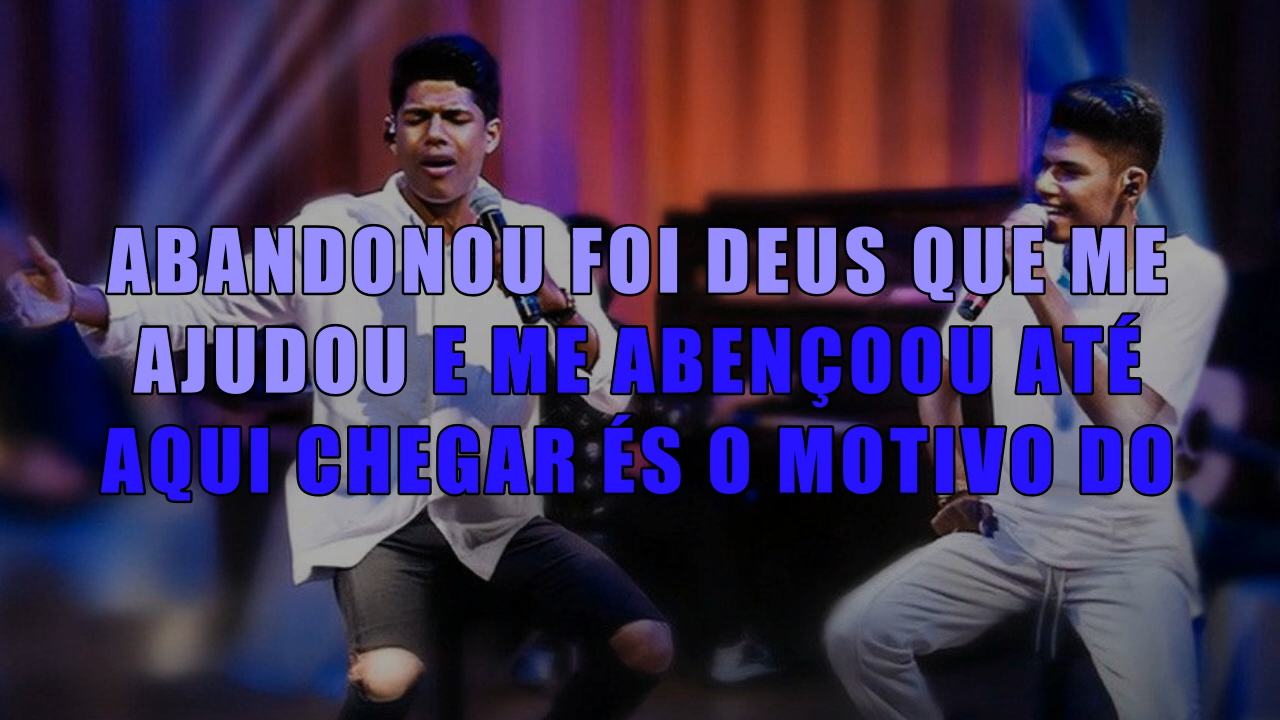 ABANDONOU FOI DEUS QUE ME
AJUDOU E ME ABENÇOOU ATÉ
AQUI CHEGAR ÉS O MOTIVO DO